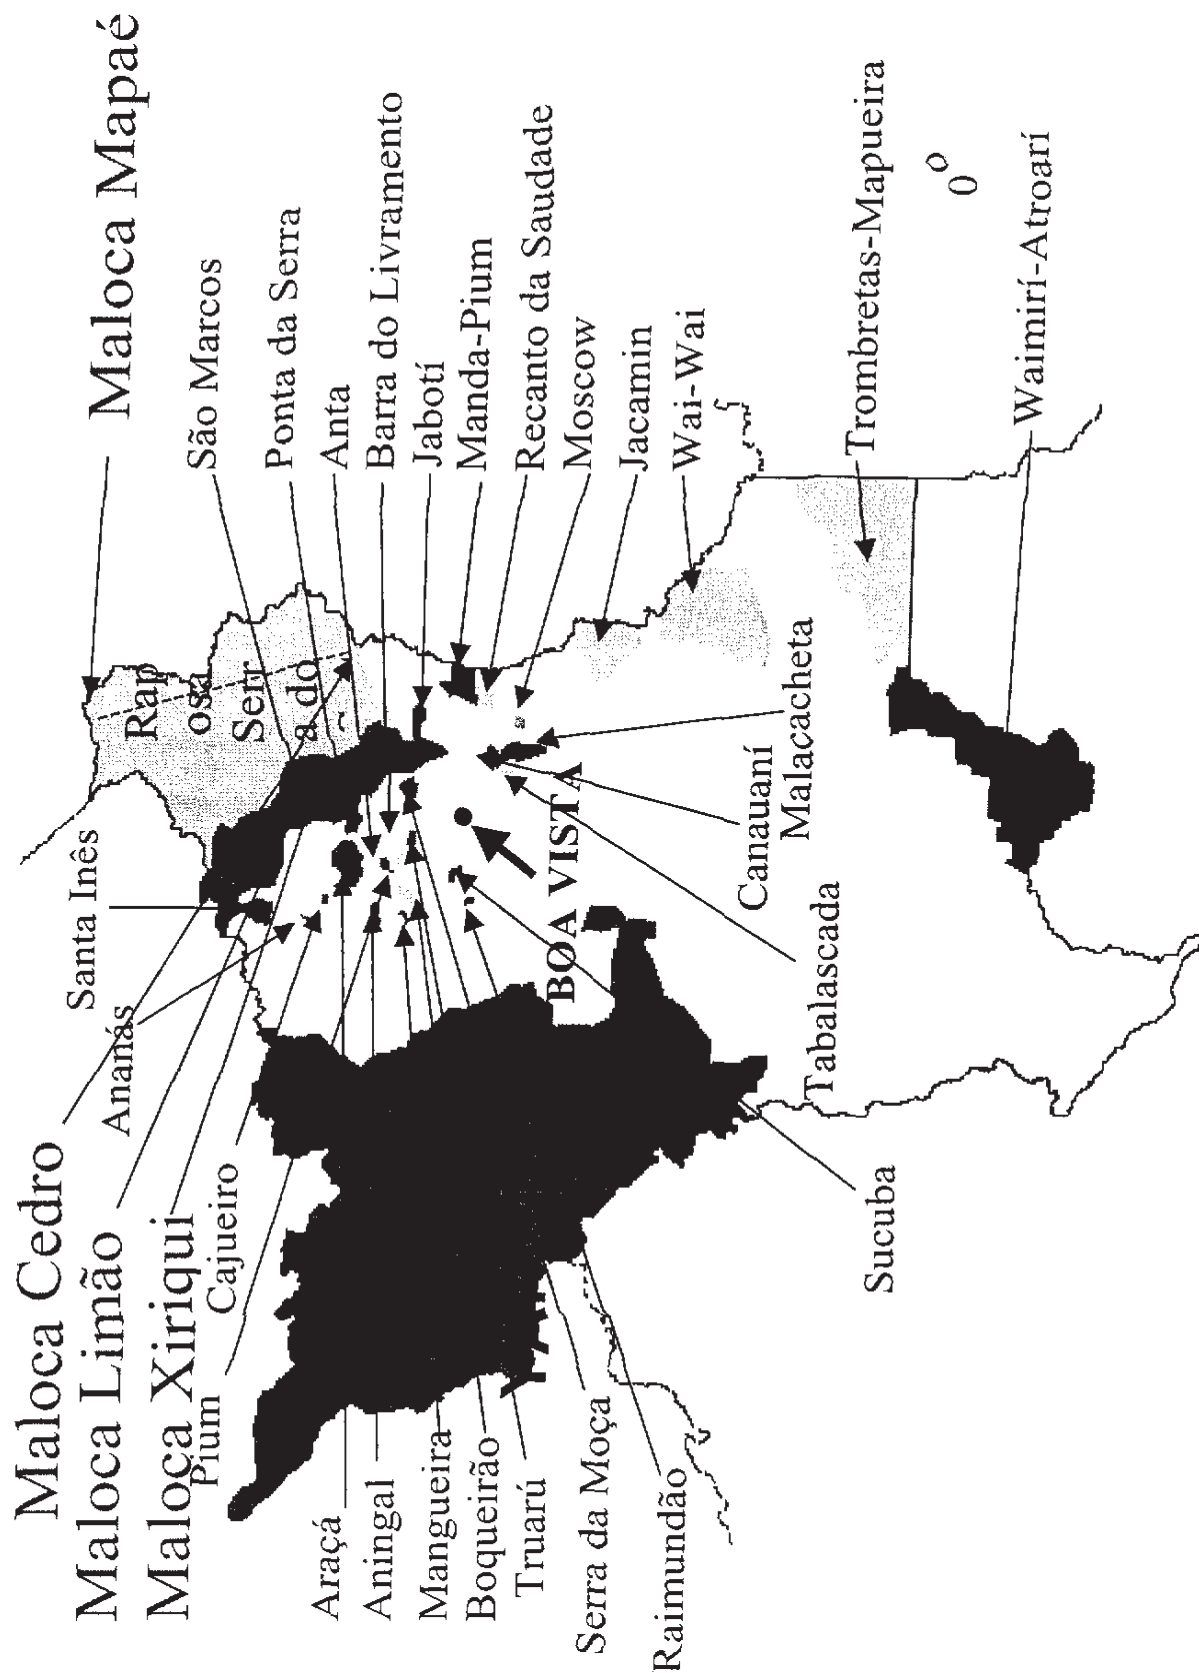 Maloca Cedro
Maloca Limão
Maloca Xiriqui
Maloca Mapaé
Santa Inês
Ananás
Cajueiro
Pium
Araçá
Aningal
Mangueira
Boqueirão
Truarú
Serra da Moça
Raimundão
Sucuba
Tabalascada
Canauaní
Malacacheta
BOA VISTA
Rap
osa
Serr
a do
São Marcos
Ponta da Serra
Anta
Barra do Livramento
Jabotí
Manda-Pium
Recanto da Saudade
Moscow
Jacamin
Wai-Wai
Trombretas-Mapueira
0°
Waimirí-Atroarí